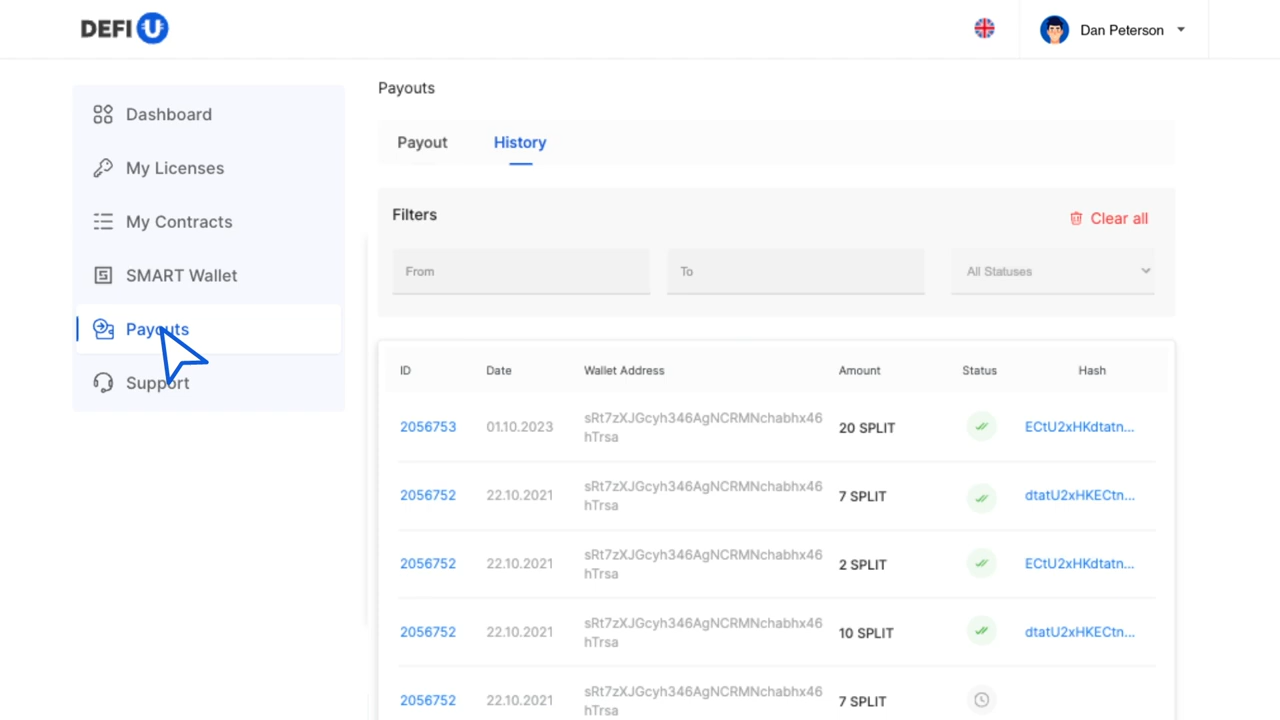 DEFI U
Dan Peterson
Dashboard
My Licenses
My Contracts
SMART Wallet
Payouts
Support
Payouts
Payout History
Filters
Clear all
From To All Statuses
ID Date Wallet Address Amount Status Hash
2056753 01.10.2023 sRt7zXJGcyh346AgNCRMNchabhx46 20 SPLIT ECtU2xHKdtatn...
hTrsa
2056752 22.10.2021 sRt7zXJGcyh346AgNCRMNchabhx46 7 SPLIT dtatU2xHKECtn...
hTrsa
2056752 22.10.2021 sRt7zXJGcyh346AgNCRMNchabhx46 2 SPLIT ECtU2xHKdtatn...
hTrsa
2056752 22.10.2021 sRt7zXJGcyh346AgNCRMNchabhx46 10 SPLIT dtatU2xHKECtn...
hTrsa
2056752 22.10.2021 sRt7zXJGcyh346AgNCRMNchabhx46 7 SPLIT
hTrsa